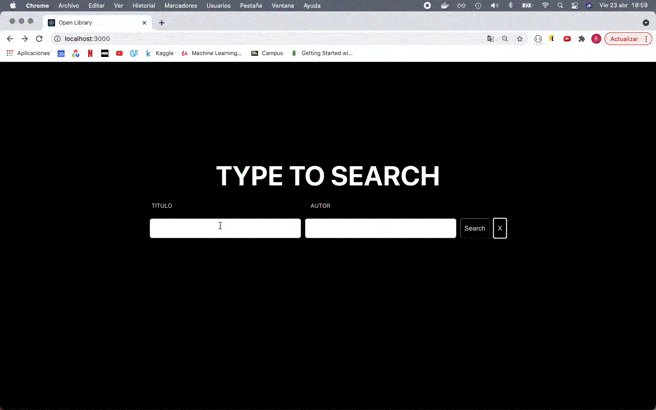 Chrome Archivo Editar Ver Historial Marcadores Usuarios Pestaña Ventana Ayuda Vie 23 abr 18:59
Open Library
localhost:3000 Actualizar
Aplicaciones Kaggle Machine Learning... Campus Getting Started wi...
TYPE TO SEARCH
TITULO AUTOR
Search X